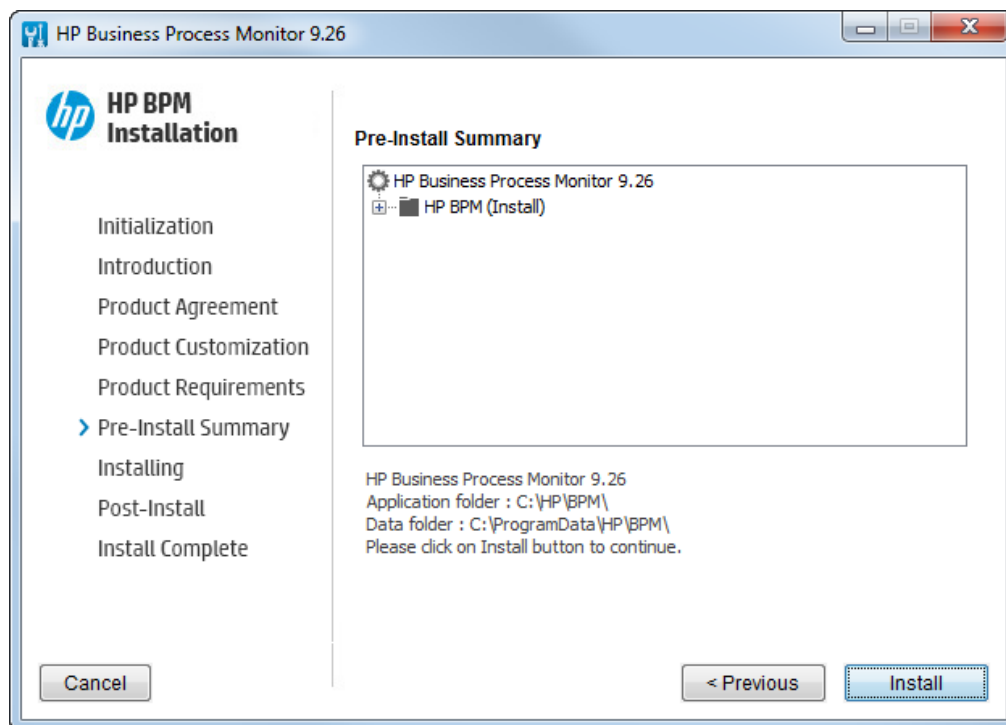 HP Business Process Monitor 9.26
hp
HP BPM
Installation
Initialization
Introduction
Product Agreement
Product Customization
Product Requirements
Pre-Install Summary
Installing
Post-Install
Install Complete
Pre-Install Summary
HP Business Process Monitor 9.26
HP BPM (Install)
HP Business Process Monitor 9.26
Application folder : C:\HP\BPM\
Data folder : C:\ProgramData\HP\BPM\
Please click on Install button to continue.
Cancel
< Previous
Install